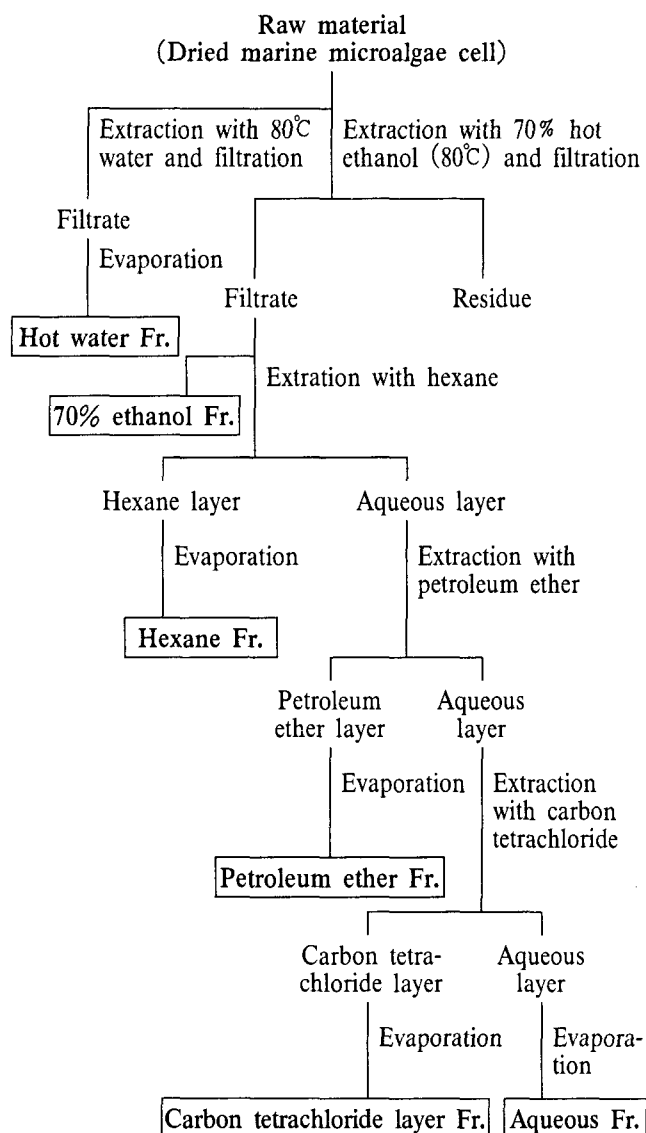 Raw material
(Dried marine microalgae cell)
Extraction with 80℃
water and filtration
Extraction with 70% hot
ethanol (80℃) and filtration
Filtrate
Evaporation
Hot water Fr.
Filtrate
Residue
Extration with hexane
70% ethanol Fr.
Hexane layer
Aqueous layer
Evaporation
Extraction with
petroleum ether
Hexane Fr.
Petroleum
ether layer
Aqueous
layer
Evaporation
Extraction
with carbon
tetrachloride
Petroleum ether Fr.
Carbon tetra-
chloride layer
Aqueous
layer
Evaporation
Evapora-
tion
Carbon tetrachloride layer Fr.
Aqueous Fr.